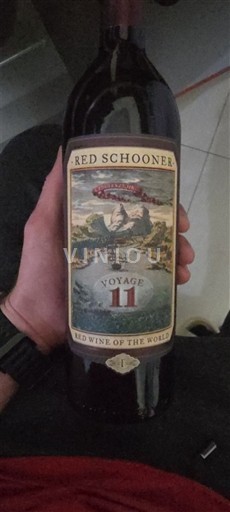 RED SCHOONER
VINIOU
VOYAGE
11
RED WINE OF THE WORLD